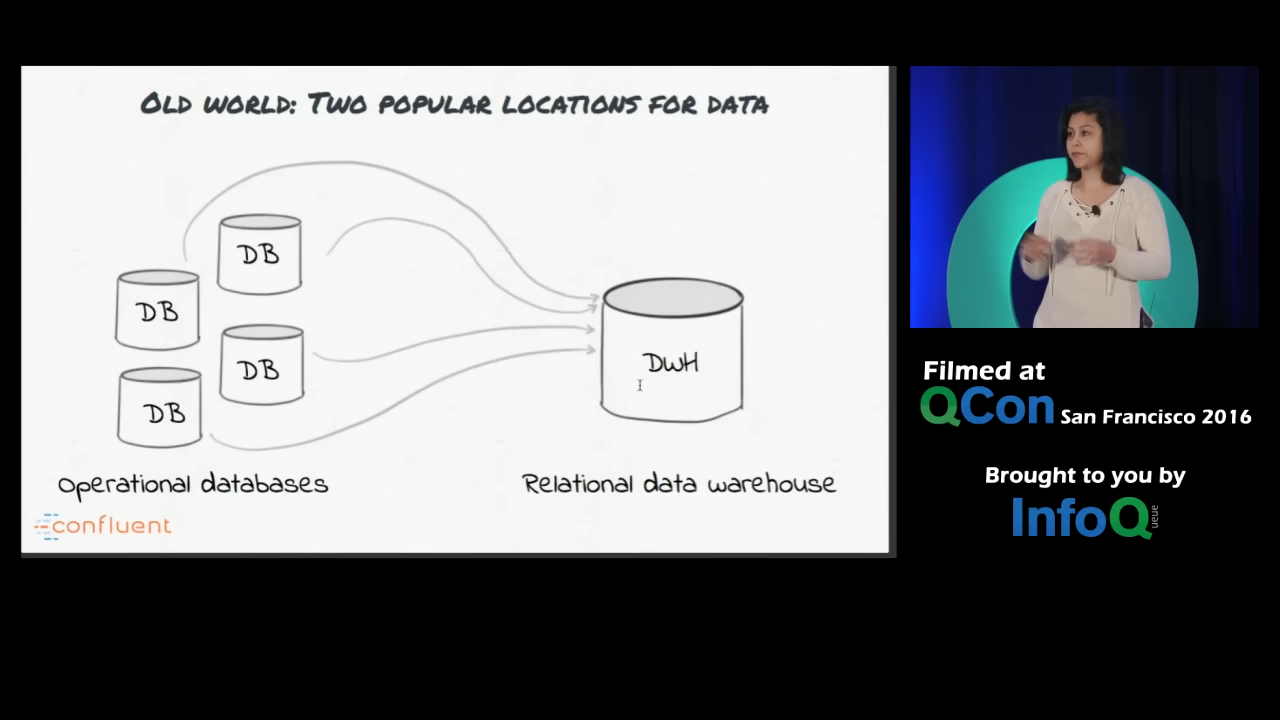 OLD WORLD: TWO POPULAR LOCATIONS FOR DATA
DB
DB
DB
DB
DWH
Operational databases
Relational data warehouse
confluent
Filmed at
QCon San Francisco 2016
Brought to you by
InfoQ
ueue